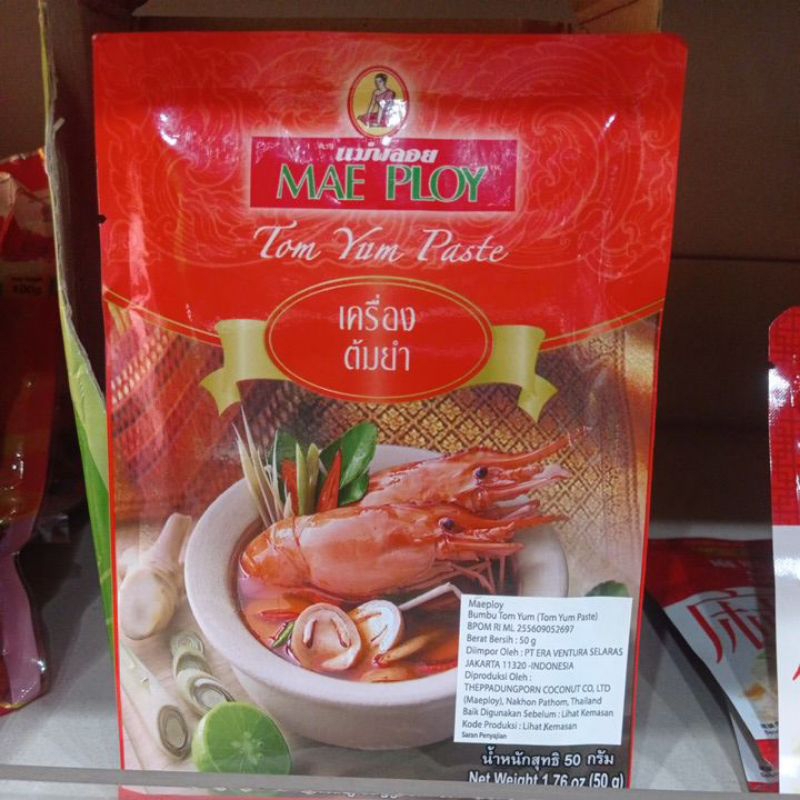 แม่พลอย
MAE PLOY
Tom Yum Paste
เครื่อง
ต้มยำ
Maeploy
Bumbu Tom Yum (Tom Yum Paste)
BPOM RI ML 255609052697
Berat Bersih : 50 g
Diimpor Oleh : PT ERA VENTURA SELARAS
JAKARTA 11320 -INDONESIA
Diproduksi Oleh :
THEPPADUNGPORN COCONUT CO, LTD
(Maeploy), Nakhon Pathom, Thailand
Baik Digunakan Sebelum : Lihat Kemasan
Kode Produksi : Lihat Kemasan
Saran Penyajian
น้ำหนักสุทธิ 50 กรัม
Net Weight 1.76 oz (50 g)
100g